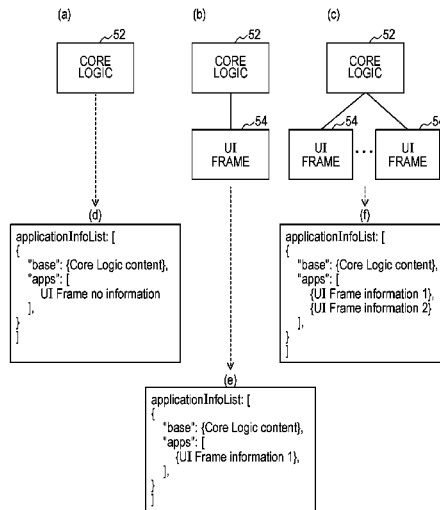 (a)
(b)
(c)
52
52
52
CORE
LOGIC
CORE
LOGIC
CORE
LOGIC
54
54
54
UI
FRAME
UI
FRAME
...
UI
FRAME
(d)
applicationInfoList: [
{
"base": {Core Logic content},
"apps": [
UI Frame no information
],
}
]
(f)
applicationInfoList: [
{
"base": {Core Logic content},
"apps": [
{UI Frame information 1},
{UI Frame information 2}
],
}
]
(e)
applicationInfoList: [
{
"base": {Core Logic content},
"apps": [
{UI Frame information 1},
],
}
]